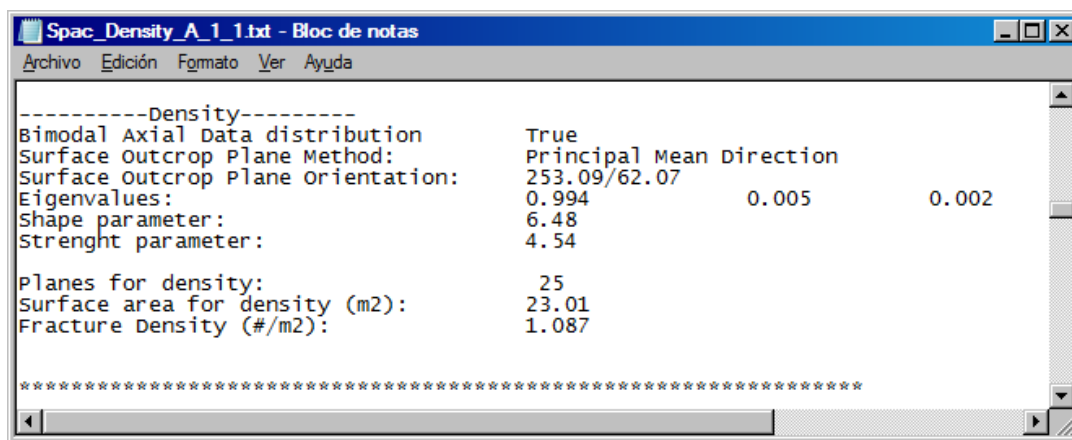 Spac_Density_A_1_1.txt - Bloc de notas
Archivo Edición Formato Ver Ayuda
----------Density---------
Bimodal Axial Data distribution True
Surface Outcrop Plane Method: Principal Mean Direction
Surface Outcrop Plane Orientation: 253.09/62.07
Eigenvalues: 0.994 0.005 0.002
Shape parameter: 6.48
Strenght parameter: 4.54
Planes for density: 25
Surface area for density (m2): 23.01
Fracture Density (#/m2): 1.087
*****************************************************************